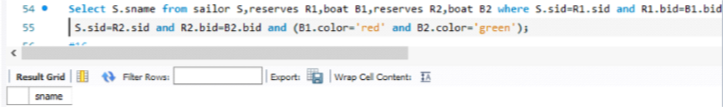 54 Select S.sname from sailor S,reserves R1,boat B1,reserves R2,boat B2 where S.sid=R1.sid and R1.bid=B1.bid
55 S.sid=R2.sid and R2.bid=B2.bid and (B1.color='red' and B2.color='green');
Result Grid Filter Rows: Export: Wrap Cell Content:
sname